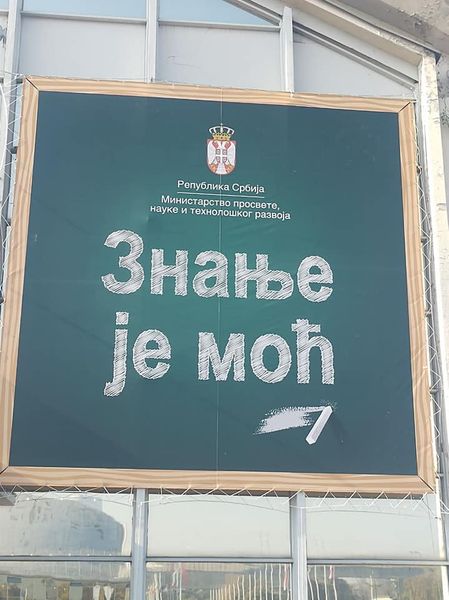 Република Србија
Министарство просвете,
науке и технолошког развоја
Знање
је моћ